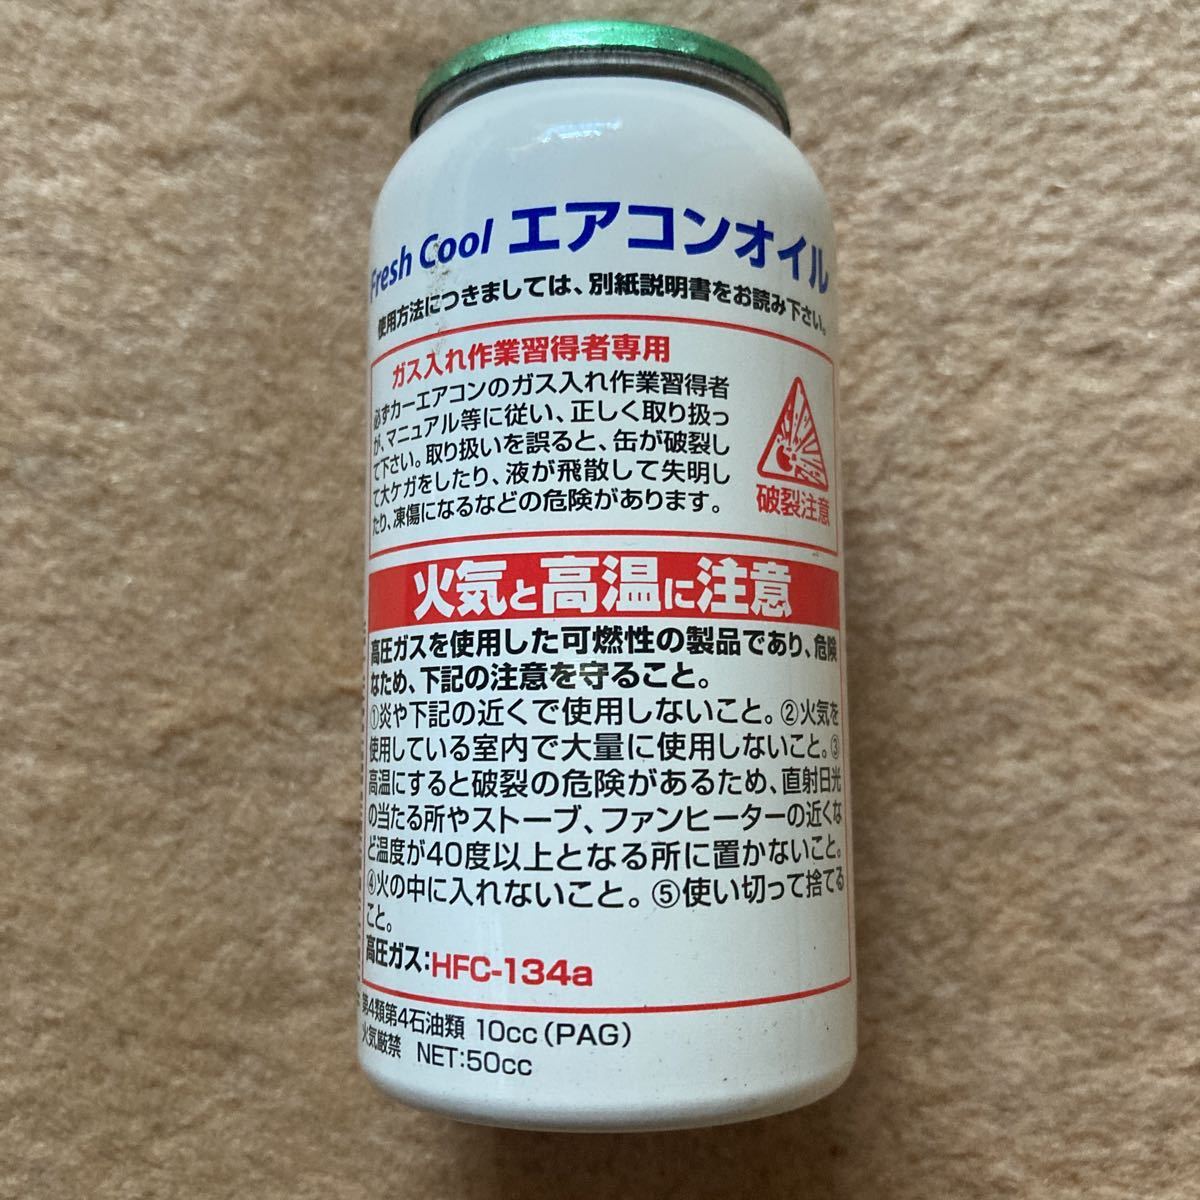 Fresh Cool エアコンオイル
使用方法につきましては、別紙説明書をお読み下さい。
ガス入れ作業習得者専用
必ずカーエアコンのガス入れ作業習得者
が、マニュアル等に従い、正しく取り扱っ
て下さい。取り扱いを誤ると、缶が破裂し
て大ケガをしたり、液が飛散して失明し
たり、凍傷になるなどの危険があります。
破裂注意
火気と高温に注意
高圧ガスを使用した可燃性の製品であり、危険
なため、下記の注意を守ること。
①炎や下記の近くで使用しないこと。②火気を
使用している室内で大量に使用しないこと。③
高温にすると破裂の危険があるため、直射日光
の当たる所やストーブ、ファンヒーターの近くな
ど温度が40度以上となる所に置かないこと。
④火の中に入れないこと。⑤使い切って捨てる
こと。
高圧ガス:HFC-134a
第4類第4石油類 10cc(PAG)
火気厳禁 NET:50cc